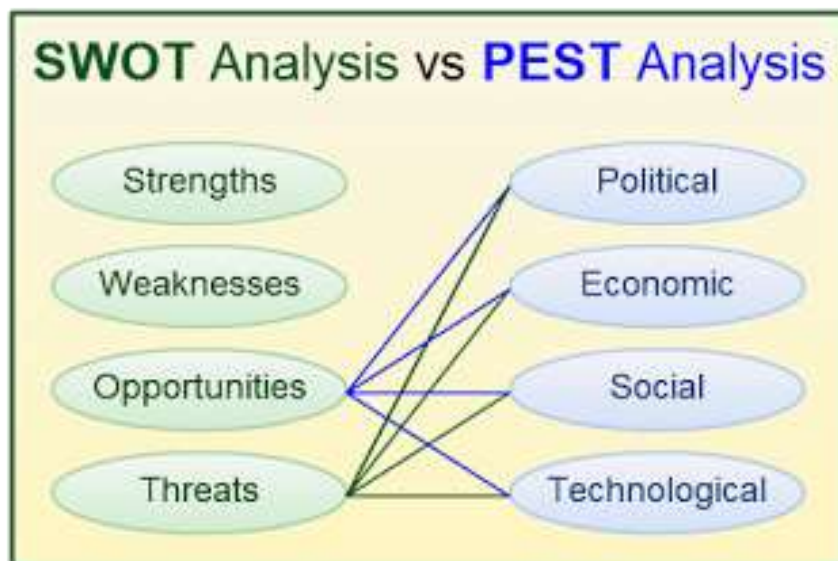 SWOT Analysis vs PEST Analysis
Strengths
Weaknesses
Opportunities
Threats
Political
Economic
Social
Technological